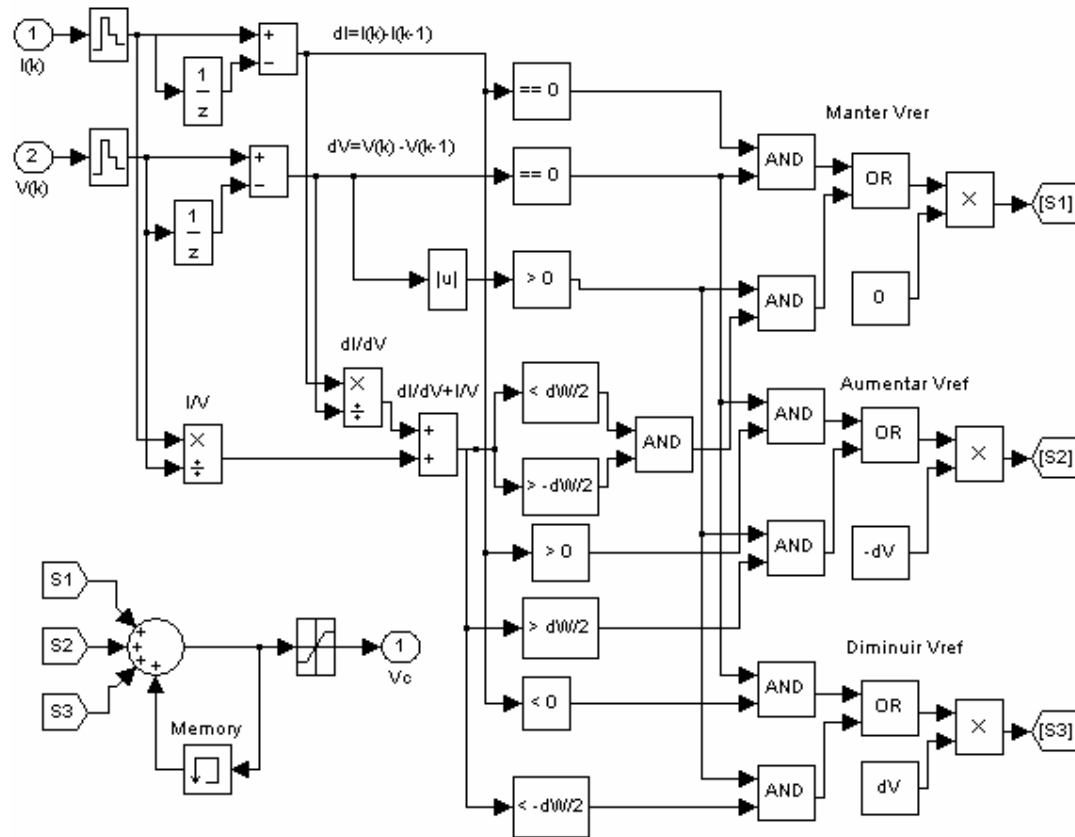 1
I(k)
dI=I(k)-I(k-1)
+
−
1
z
== 0
Manter Vrer
2
V(k)
dV=V(k) -V(k-1)
+
−
1
z
== 0
AND
OR
×
[S1]
|u|
> 0
AND
0
dI/dV
×
÷
dI/dV+I/V
+
+
I/V
×
÷
< dW/2
> -dW/2
AND
Aumentar Vref
AND
OR
×
[S2]
> 0
AND
-dV
> dW/2
Diminuir Vref
< 0
AND
OR
×
[S3]
< -dW/2
AND
dV
S1
S2
S3
+
+
+
+
1
Vc
Memory